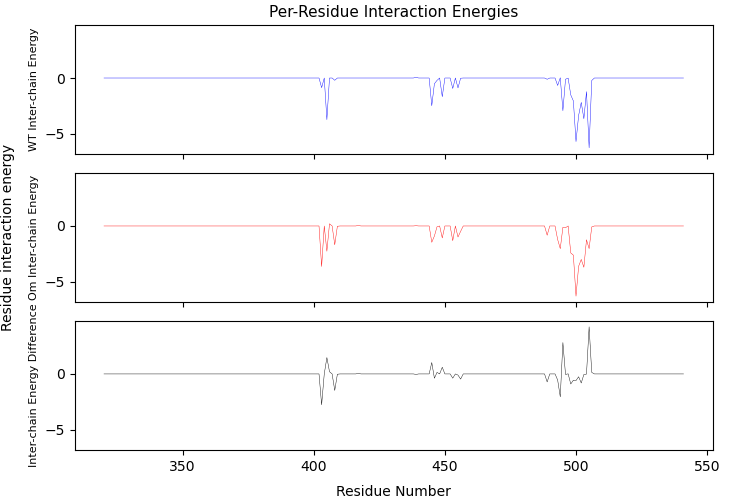 Per-Residue Interaction Energies
Residue interaction energy
WT Inter-chain Energy
0
−5
Om Inter-chain Energy
0
−5
Inter-chain Energy Difference
0
−5
350
400
450
500
550
Residue Number